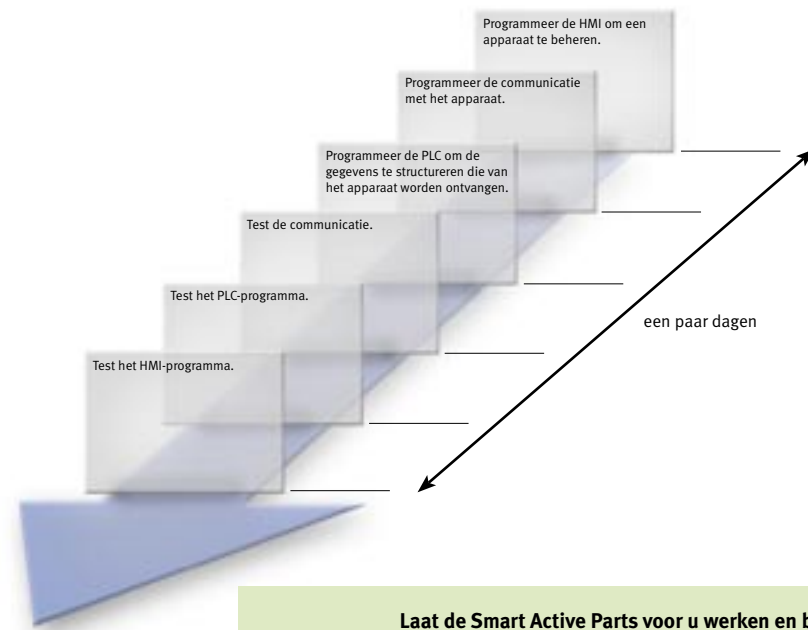 Programmeer de HMI om een
apparaat te beheren.
Programmeer de communicatie
met het apparaat.
Programmeer de PLC om de
gegevens te structureren die van
het apparaat worden ontvangen.
Test de communicatie.
Test het PLC-programma.
Test het HMI-programma.
een paar dagen
Laat de Smart Active Parts voor u werken en